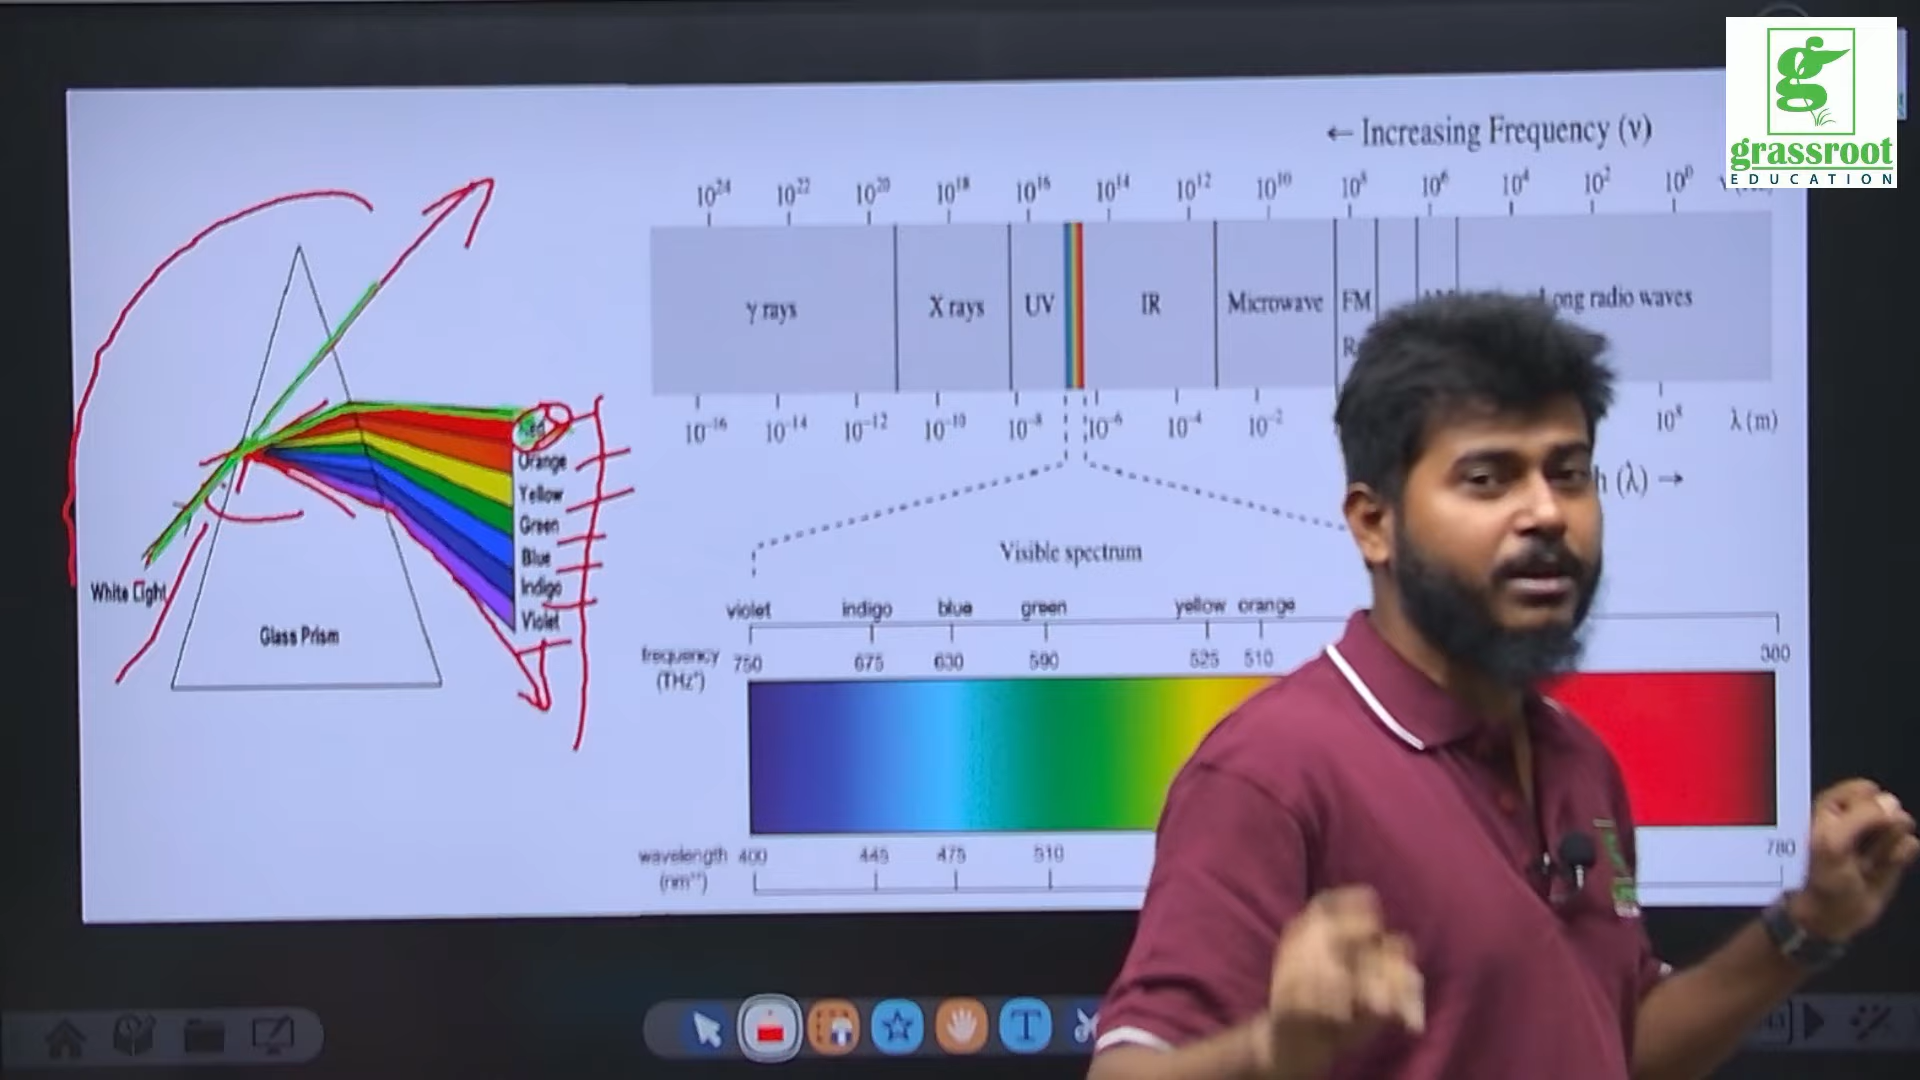 g
grassroot
EDUCATION
← Increasing Frequency (ν)
10²⁴ 10²² 10²⁰ 10¹⁸ 10¹⁶ 10¹⁴ 10¹² 10¹⁰ 10⁸ 10⁶ 10⁴ 10² 10⁰
γ rays X rays UV IR Microwave FM ong radio waves
10⁻¹⁶ 10⁻¹⁴ 10⁻¹² 10⁻¹⁰ 10⁻⁸ 10⁻⁶ 10⁻⁴ 10⁻² 10⁸ λ (m)
h (λ) →
Red
Orange
Yellow
Green
Blue
Indigo
Violet
White Light
Glass Prism
Visible spectrum
violet indigo blue green yellow orange
frequency 750 675 630 590 525 510 380
(THz*)
wavelength 400 445 475 510 780
(nm**)
T